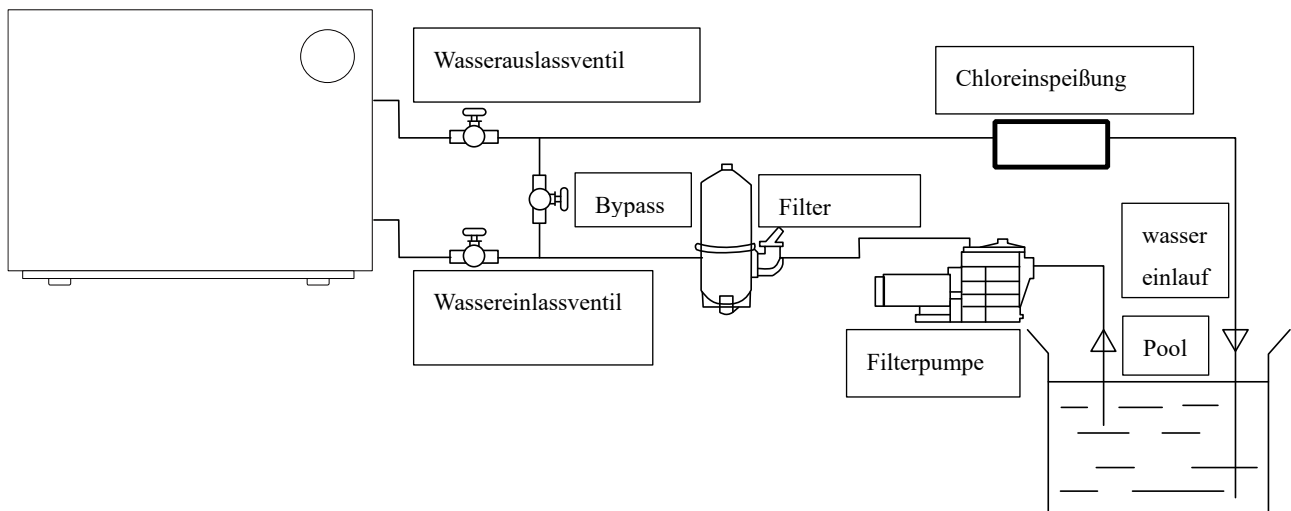 Wasserauslassventil
Chloreinspeißung
Bypass
Filter
wasser
einlauf
Wassereinlassventil
Pool
Filterpumpe